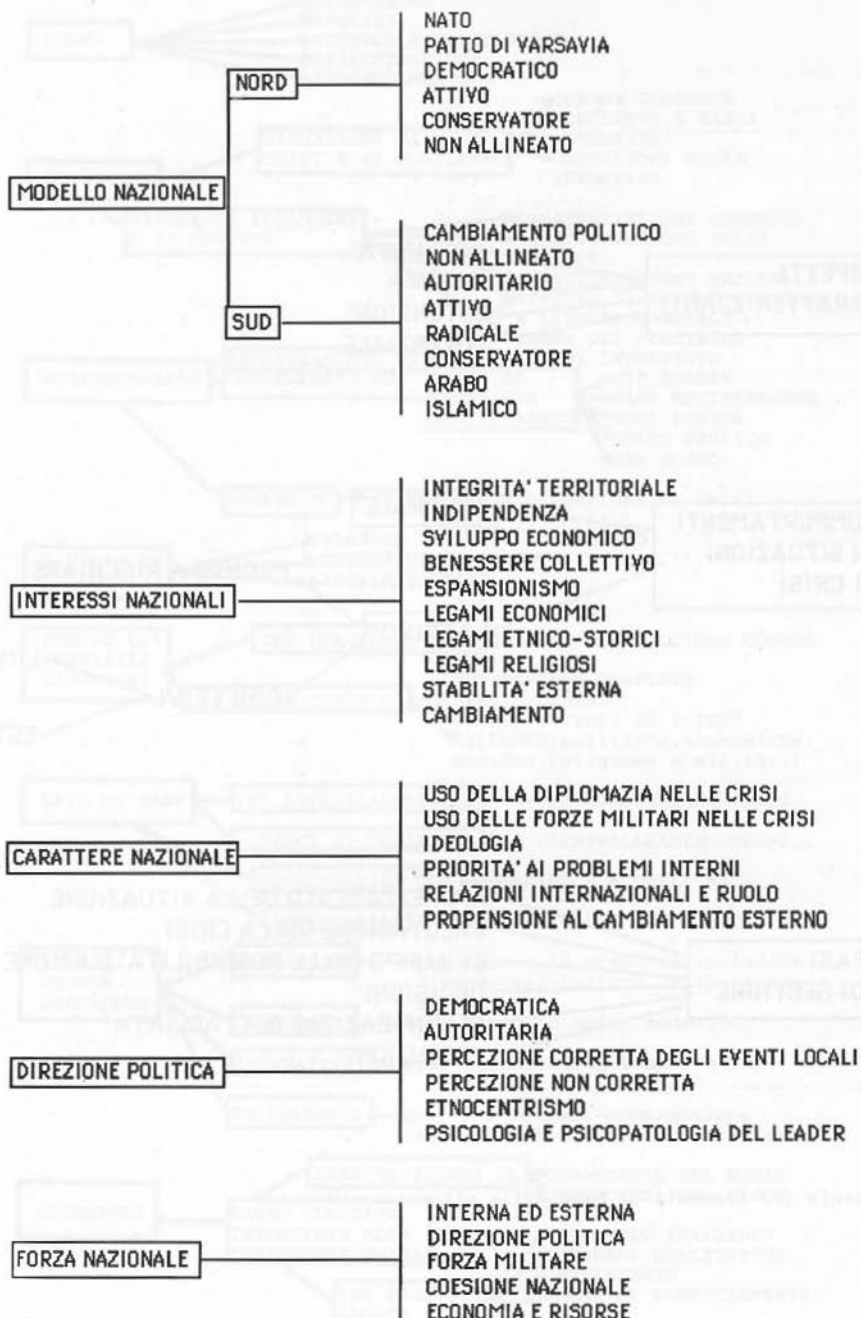 NATO
PATTO DI VARSAVIA
DEMOCRATICO
ATTIVO
CONSERVATORE
NON ALLINEATO
NORD
MODELLO NAZIONALE
CAMBIAMENTO POLITICO
NON ALLINEATO
AUTORITARIO
ATTIVO
RADICALE
CONSERVATORE
ARABO
ISLAMICO
SUD
INTERESSI NAZIONALI
INTEGRITA' TERRITORIALE
INDIPENDENZA
SVILUPPO ECONOMICO
BENESSERE COLLETTIVO
ESPANSIONISMO
LEGAMI ECONOMICI
LEGAMI ETNICO-STORICI
LEGAMI RELIGIOSI
STABILITA' ESTERNA
CAMBIAMENTO
CARATTERE NAZIONALE
USO DELLA DIPLOMAZIA NELLE CRISI
USO DELLE FORZE MILITARI NELLE CRISI
IDEOLOGIA
PRIORITA' AI PROBLEMI INTERNI
RELAZIONI INTERNAZIONALI E RUOLO
PROPENSIONE AL CAMBIAMENTO ESTERNO
DIREZIONE POLITICA
DEMOCRATICA
AUTORITARIA
PERCEZIONE CORRETTA DEGLI EVENTI LOCALI
PERCEZIONE NON CORRETTA
ETNOCENTRISMO
PSICOLOGIA E PSICOPATOLOGIA DEL LEADER
FORZA NAZIONALE
INTERNA ED ESTERNA
DIREZIONE POLITICA
FORZA MILITARE
COESIONE NAZIONALE
ECONOMIA E RISORSE